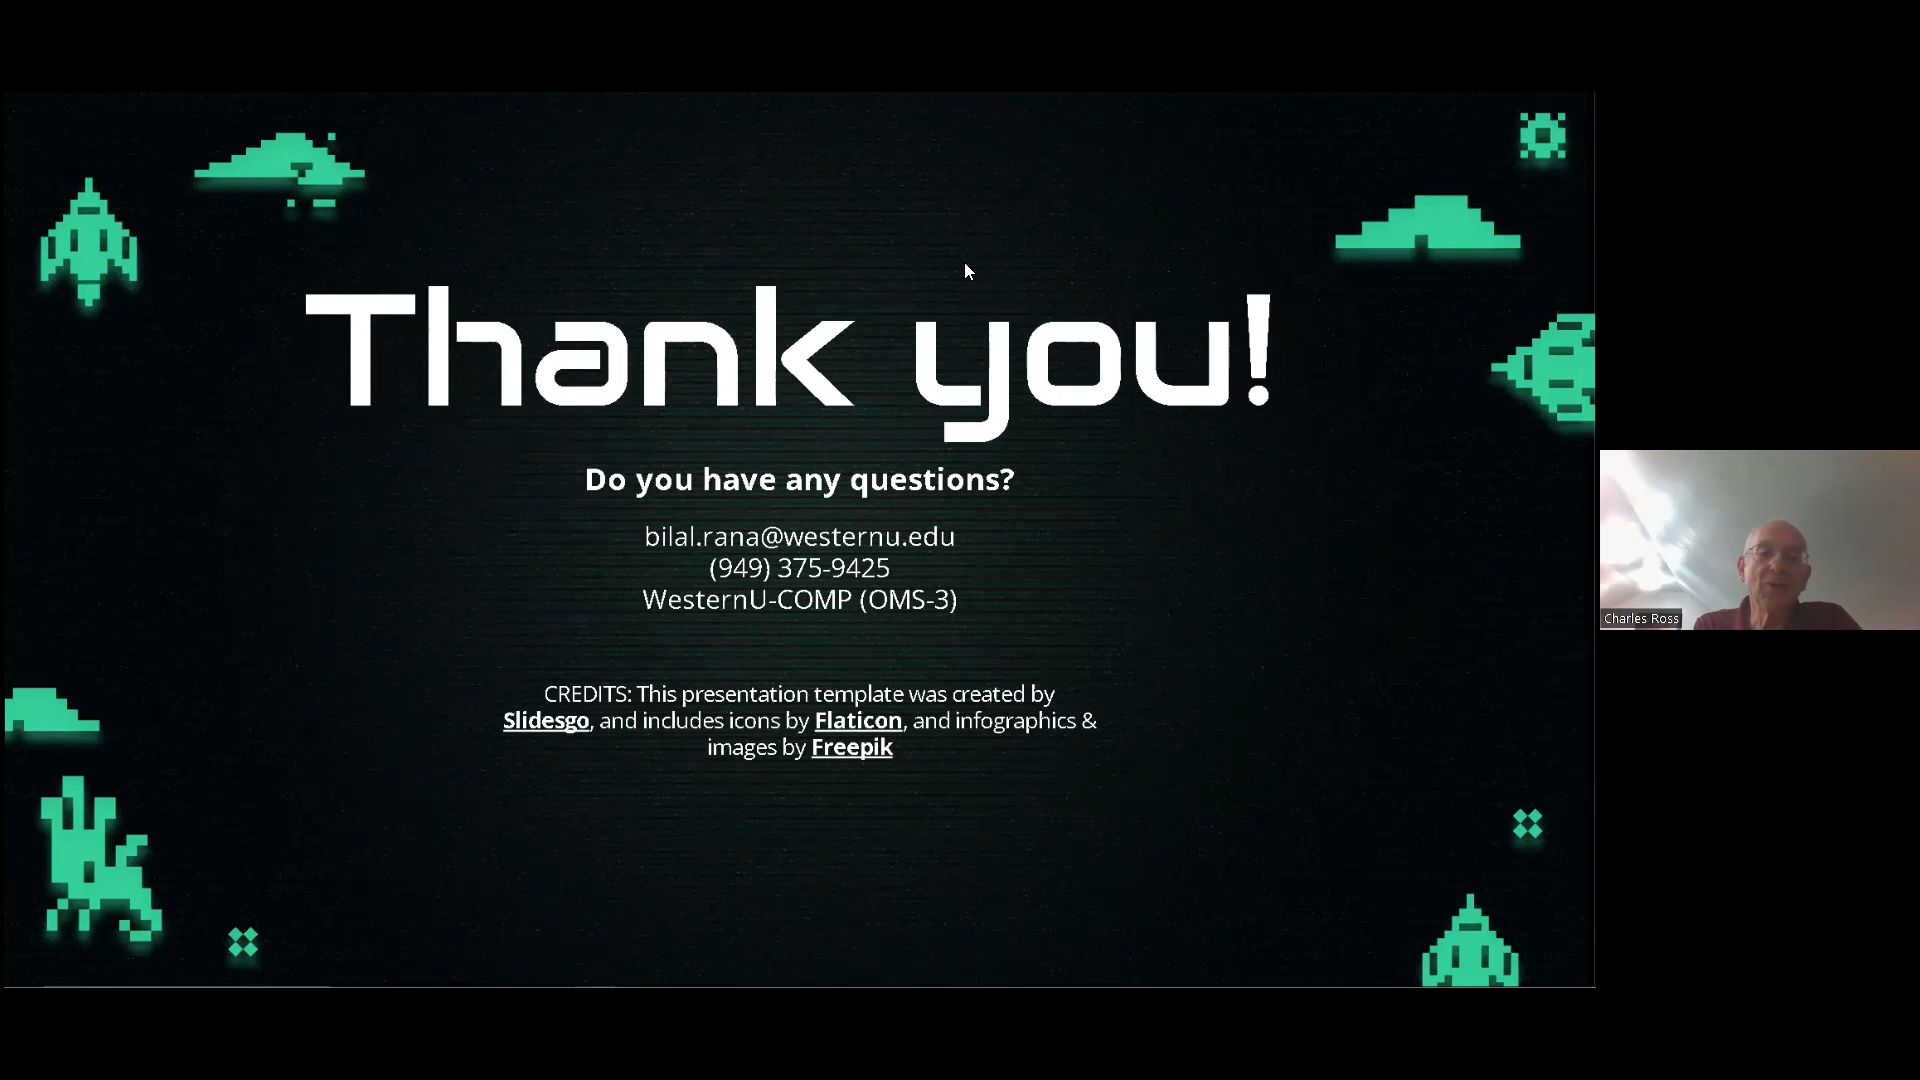 Thank you!
Do you have any questions?
bilal.rana@westernu.edu
(949) 375-9425
WesternU-COMP (OMS-3)
CREDITS: This presentation template was created by
Slidesgo, and includes icons by Flaticon, and infographics &
images by Freepik
Charles Ross